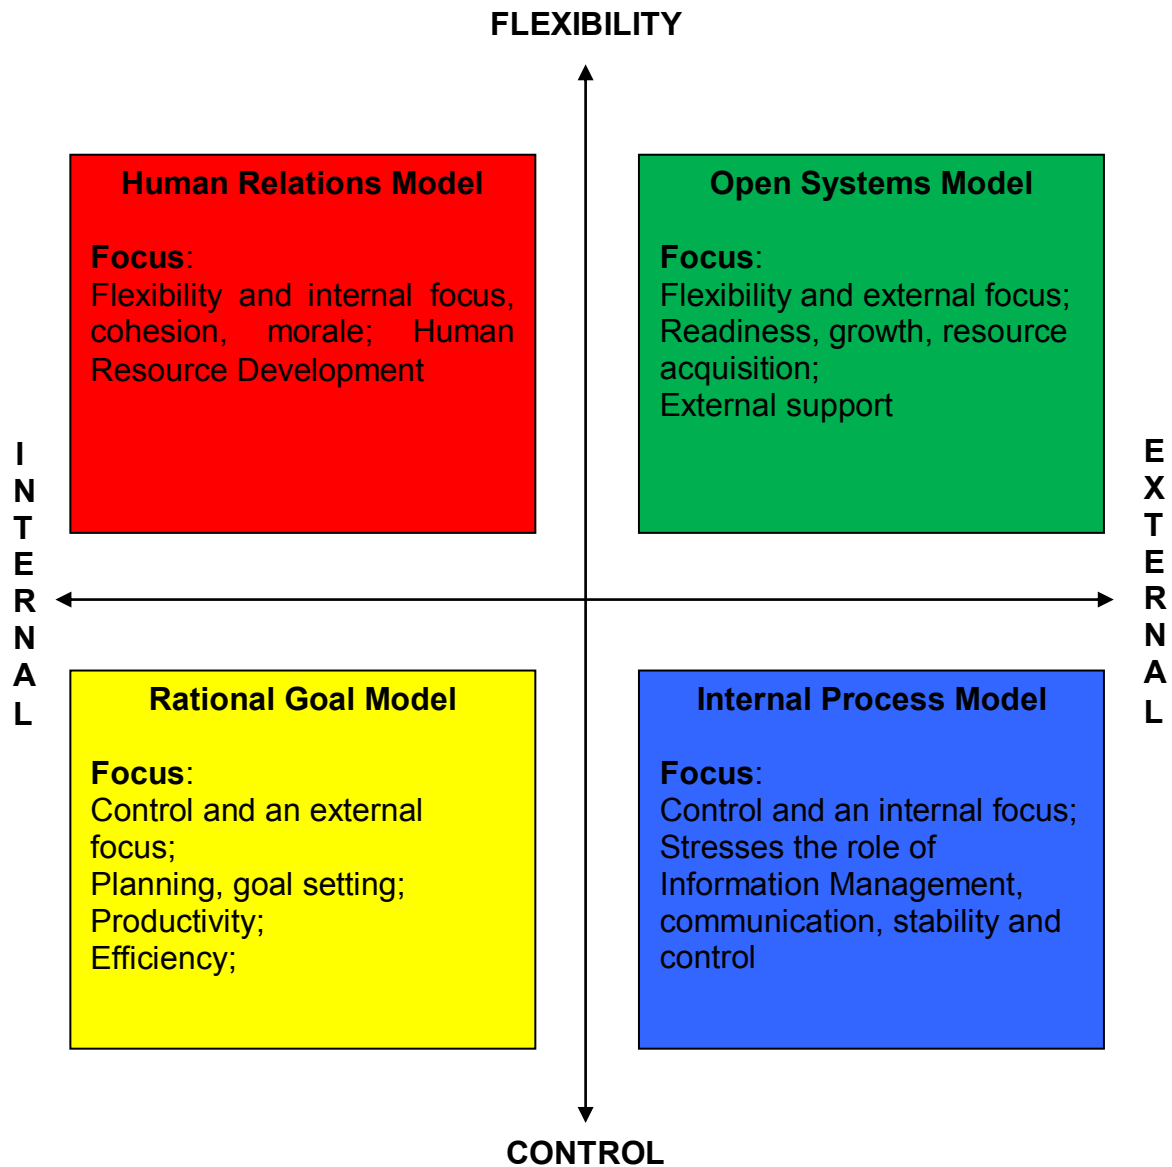 FLEXIBILITY
Human Relations Model
Focus:
Flexibility and internal focus,
cohesion, morale; Human
Resource Development
Open Systems Model
Focus:
Flexibility and external focus;
Readiness, growth, resource
acquisition;
External support
INTERNAL
EXTERNAL
Rational Goal Model
Focus:
Control and an external
focus;
Planning, goal setting;
Productivity;
Efficiency;
Internal Process Model
Focus:
Control and an internal focus;
Stresses the role of
Information Management,
communication, stability and
control
CONTROL